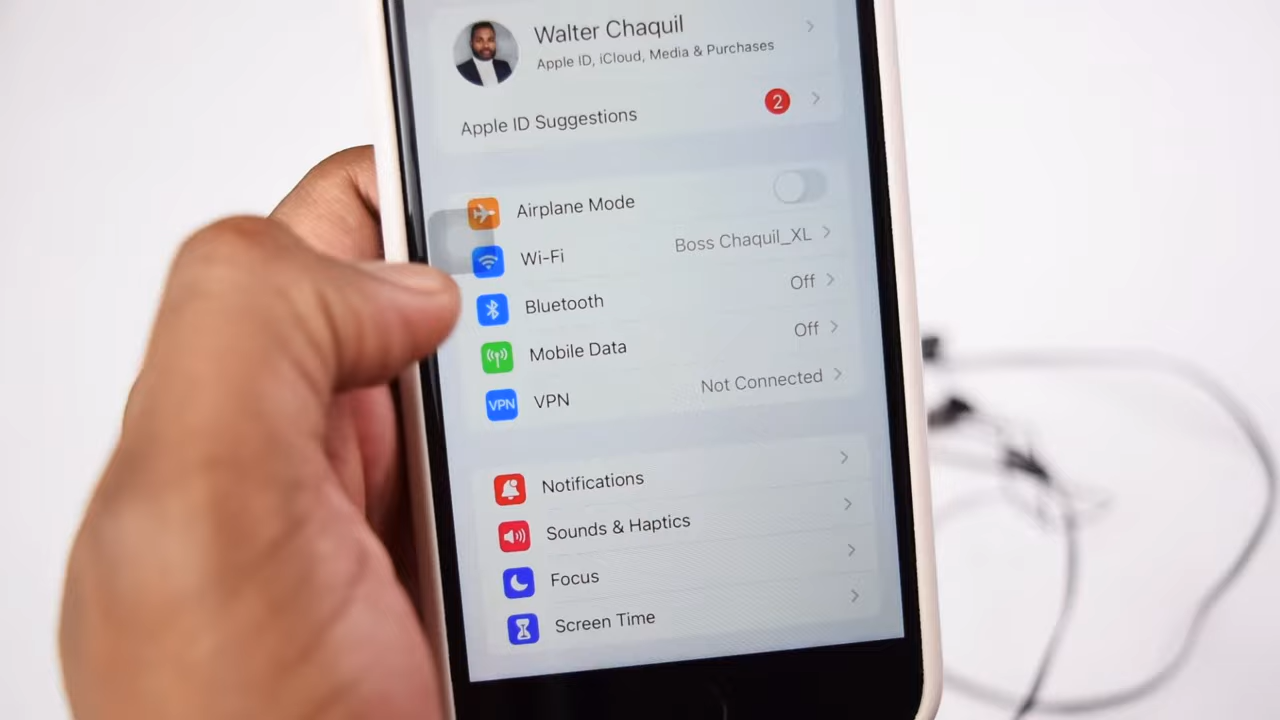 Walter Chaquil
Apple ID, iCloud, Media & Purchases
Apple ID Suggestions 2
Airplane Mode
Wi-Fi Boss Chaquil_XL
Bluetooth Off
Mobile Data Off
VPN VPN Not Connected
Notifications
Sounds & Haptics
Focus
Screen Time